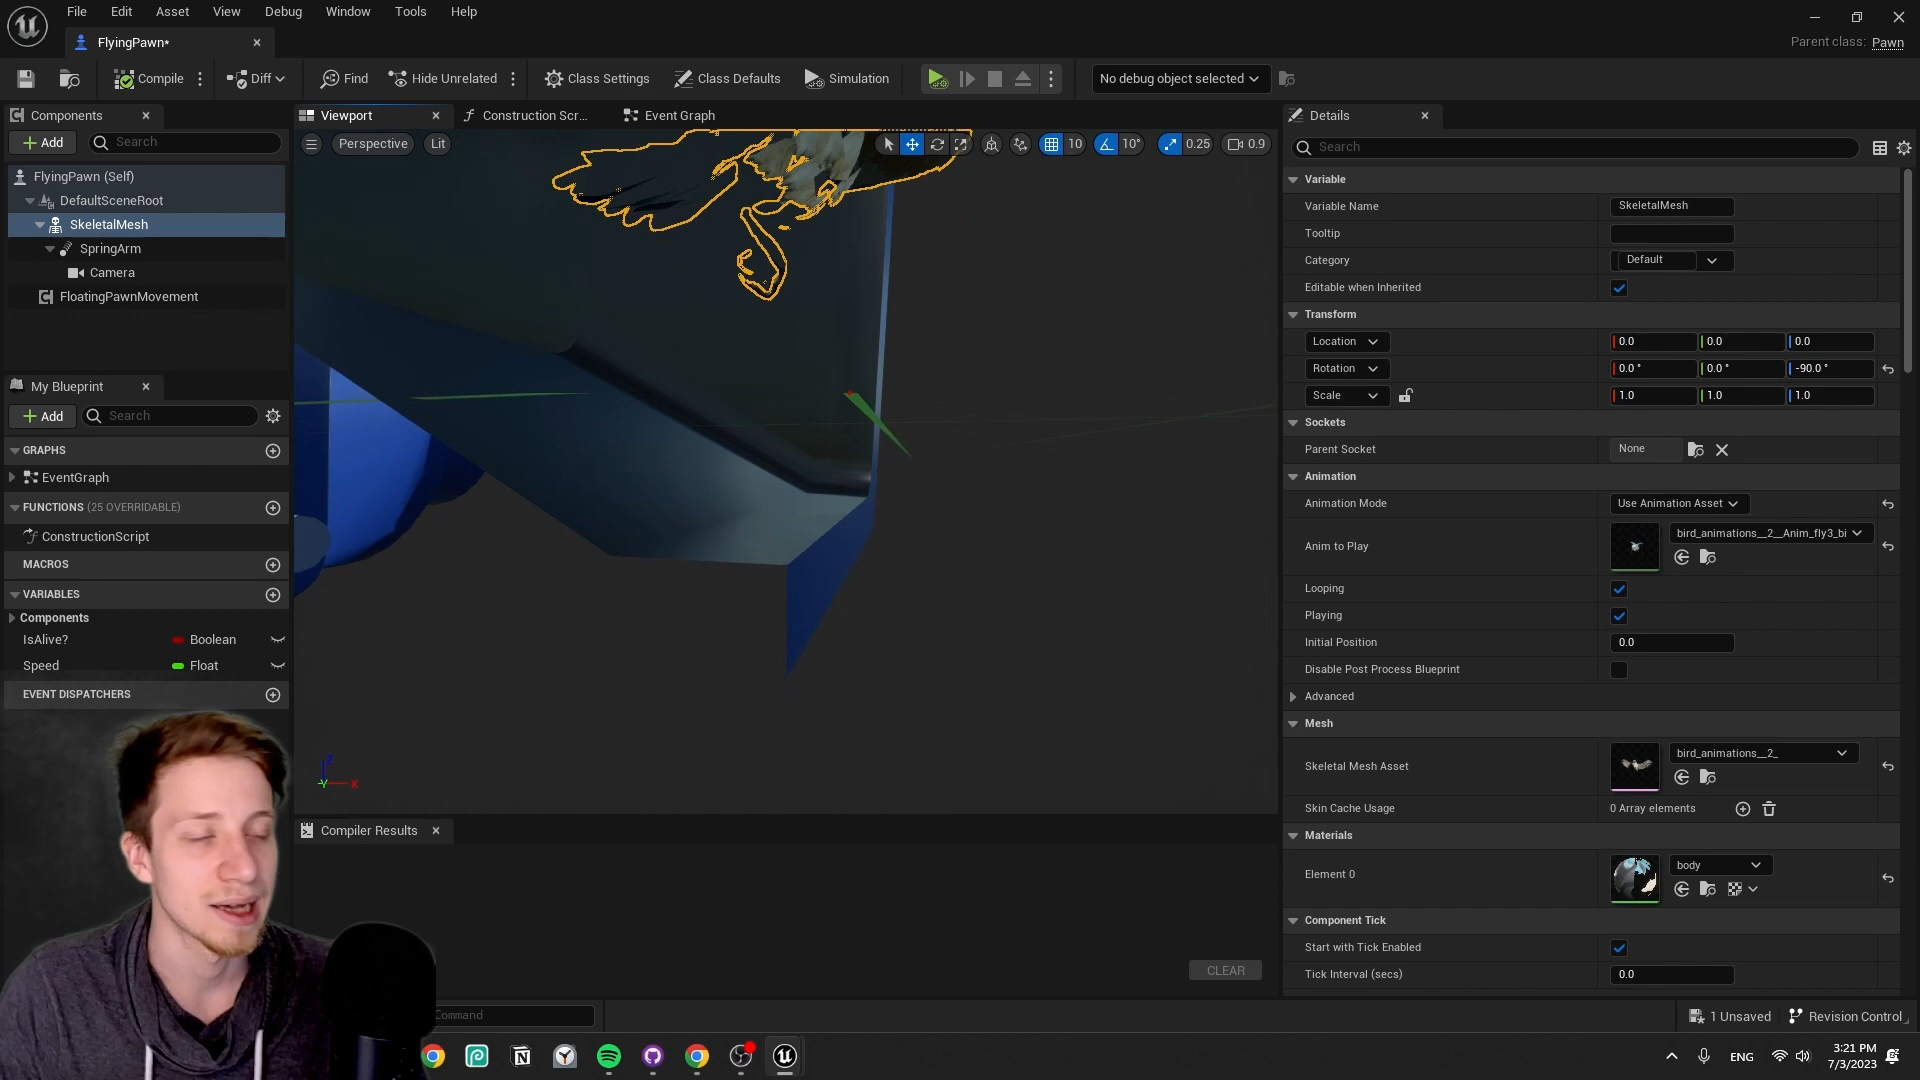 File Edit Asset View Debug Window Tools Help
FlyingPawn*
Parent class: Pawn
Compile Diff Find Hide Unrelated Class Settings Class Defaults Simulation No debug object selected
Components
Add Search
FlyingPawn (Self)
DefaultSceneRoot
SkeletalMesh
SpringArm
Camera
FloatingPawnMovement
My Blueprint
Add Search
GRAPHS
EventGraph
FUNCTIONS (25 OVERRIDABLE)
ConstructionScript
MACROS
VARIABLES
Components
IsAlive? Boolean
Speed Float
EVENT DISPATCHERS
Viewport Construction Scr... Event Graph
Perspective Lit 10 10° 0.25 0.9
Z
Y X
Compiler Results
CLEAR
Command
Details
Search
Variable
Variable Name SkeletalMesh
Tooltip
Category Default
Editable when Inherited
Transform
Location 0.0 0.0 0.0
Rotation 0.0 ° 0.0 ° -90.0 °
Scale 1.0 1.0 1.0
Sockets
Parent Socket None
Animation
Animation Mode Use Animation Asset
Anim to Play bird_animations__2__Anim_fly3_bi
Looping
Playing
Initial Position 0.0
Disable Post Process Blueprint
Advanced
Mesh
Skeletal Mesh Asset bird_animations__2_
Skin Cache Usage 0 Array elements
Materials
Element 0 body
Component Tick
Start with Tick Enabled
Tick Interval (secs) 0.0
1 Unsaved Revision Control
ENG 3:21 PM
7/3/2023